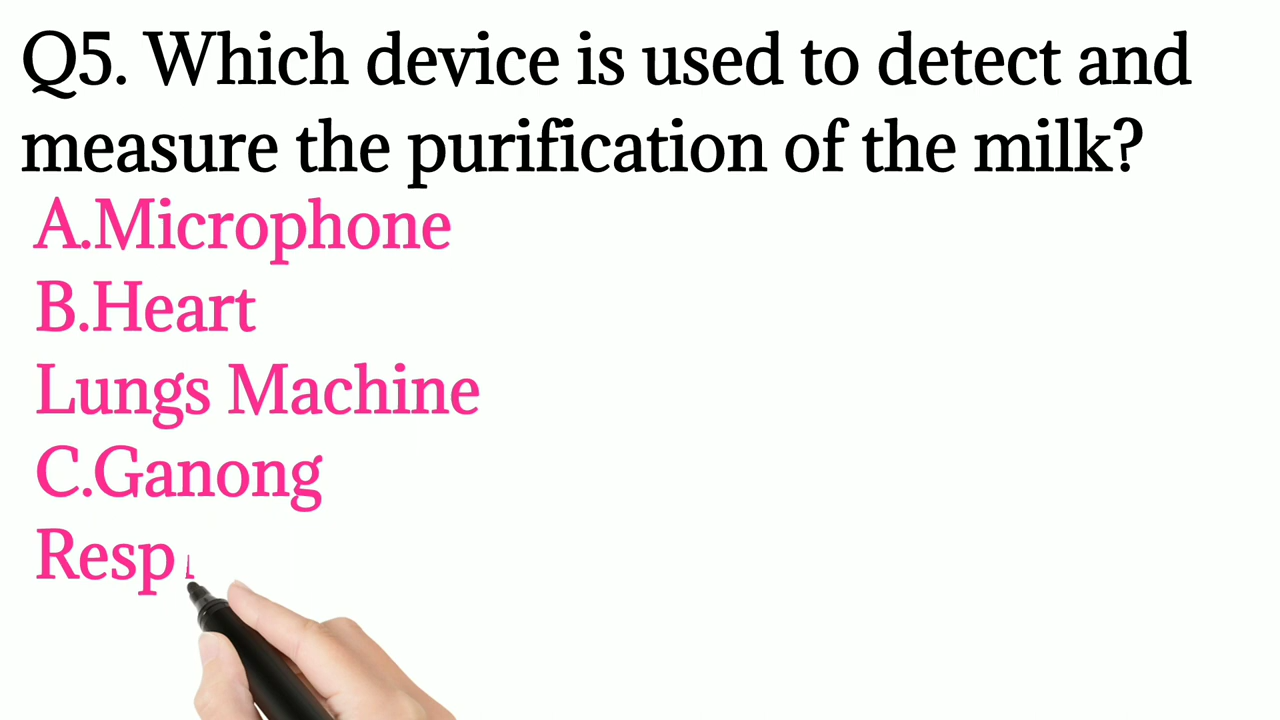 Q5. Which device is used to detect and
measure the purification of the milk?
A.Microphone
B.Heart
Lungs Machine
C.Ganong
Resp